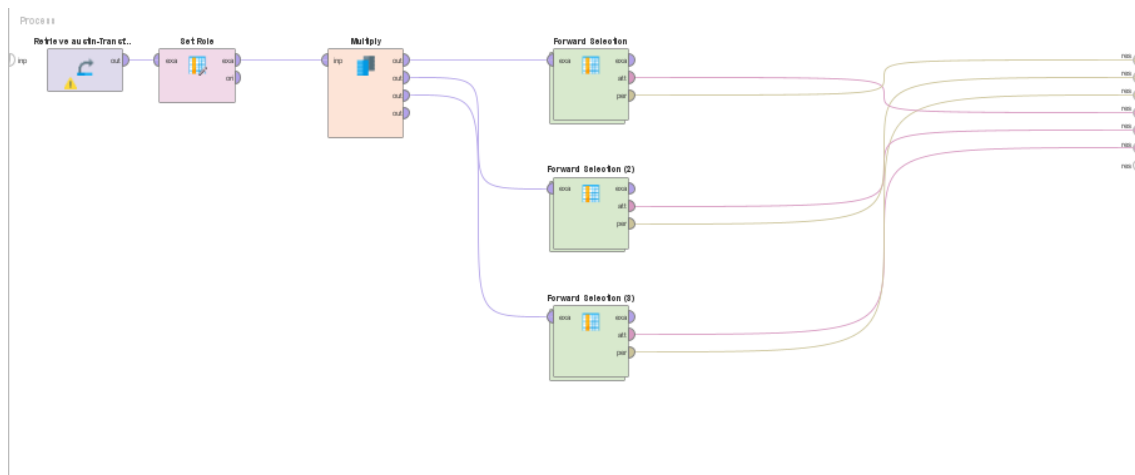 Process
Retrieve austin-Transf...
Set Role
Multiply
Forward Selection
inp
out
exa
exa
ori
inp
out
out
out
out
exa
exa
att
per
res
res
res
res
res
res
res
Forward Selection (2)
exa
exa
att
per
Forward Selection (3)
exa
exa
att
per